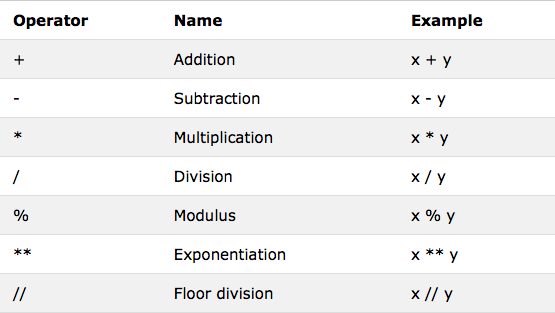 Operator Name Example
+ Addition x + y
- Subtraction x - y
* Multiplication x * y
/ Division x / y
% Modulus x % y
** Exponentiation x ** y
// Floor division x // y